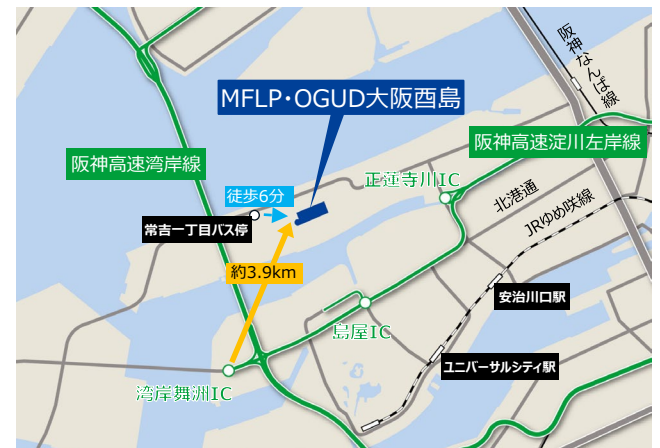 阪神なんば線
MFLP・OGUD大阪酉島
阪神高速淀川左岸線
阪神高速湾岸線
正蓮寺川IC
徒歩6分
北港通
常吉一丁目バス停
JRゆめ咲線
約3.9km
安治川口駅
島屋IC
ユニバーサルシティ駅
湾岸舞洲IC